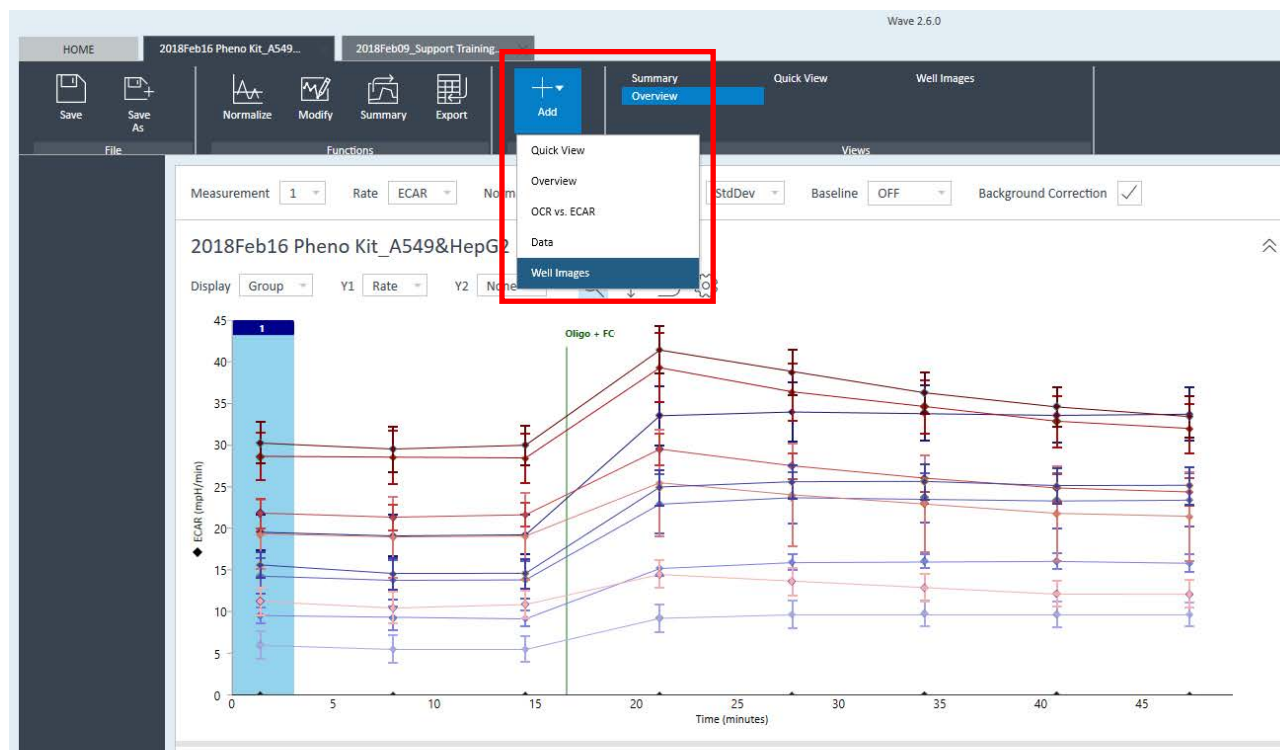 Wave 2.6.0
HOME 2018Feb16 Pheno Kit_A549... 2018Feb09_Support Training
Save
Save As
Normalize Modify Summary Export
Add
Summary Quick View Well Images
Overview
File Functions Views
Quick View
Overview
OCR vs. ECAR
Data
Well Images
Measurement 1 Rate ECAR Norm StdDev Baseline OFF Background Correction
2018Feb16 Pheno Kit_A549&HepG2
Display Group Y1 Rate Y2 None
1
Oligo + FC
ECAR (mpH/min)
45
40
35
30
25
20
15
10
5
0
0 5 10 15 20 25 30 35 40 45
Time (minutes)